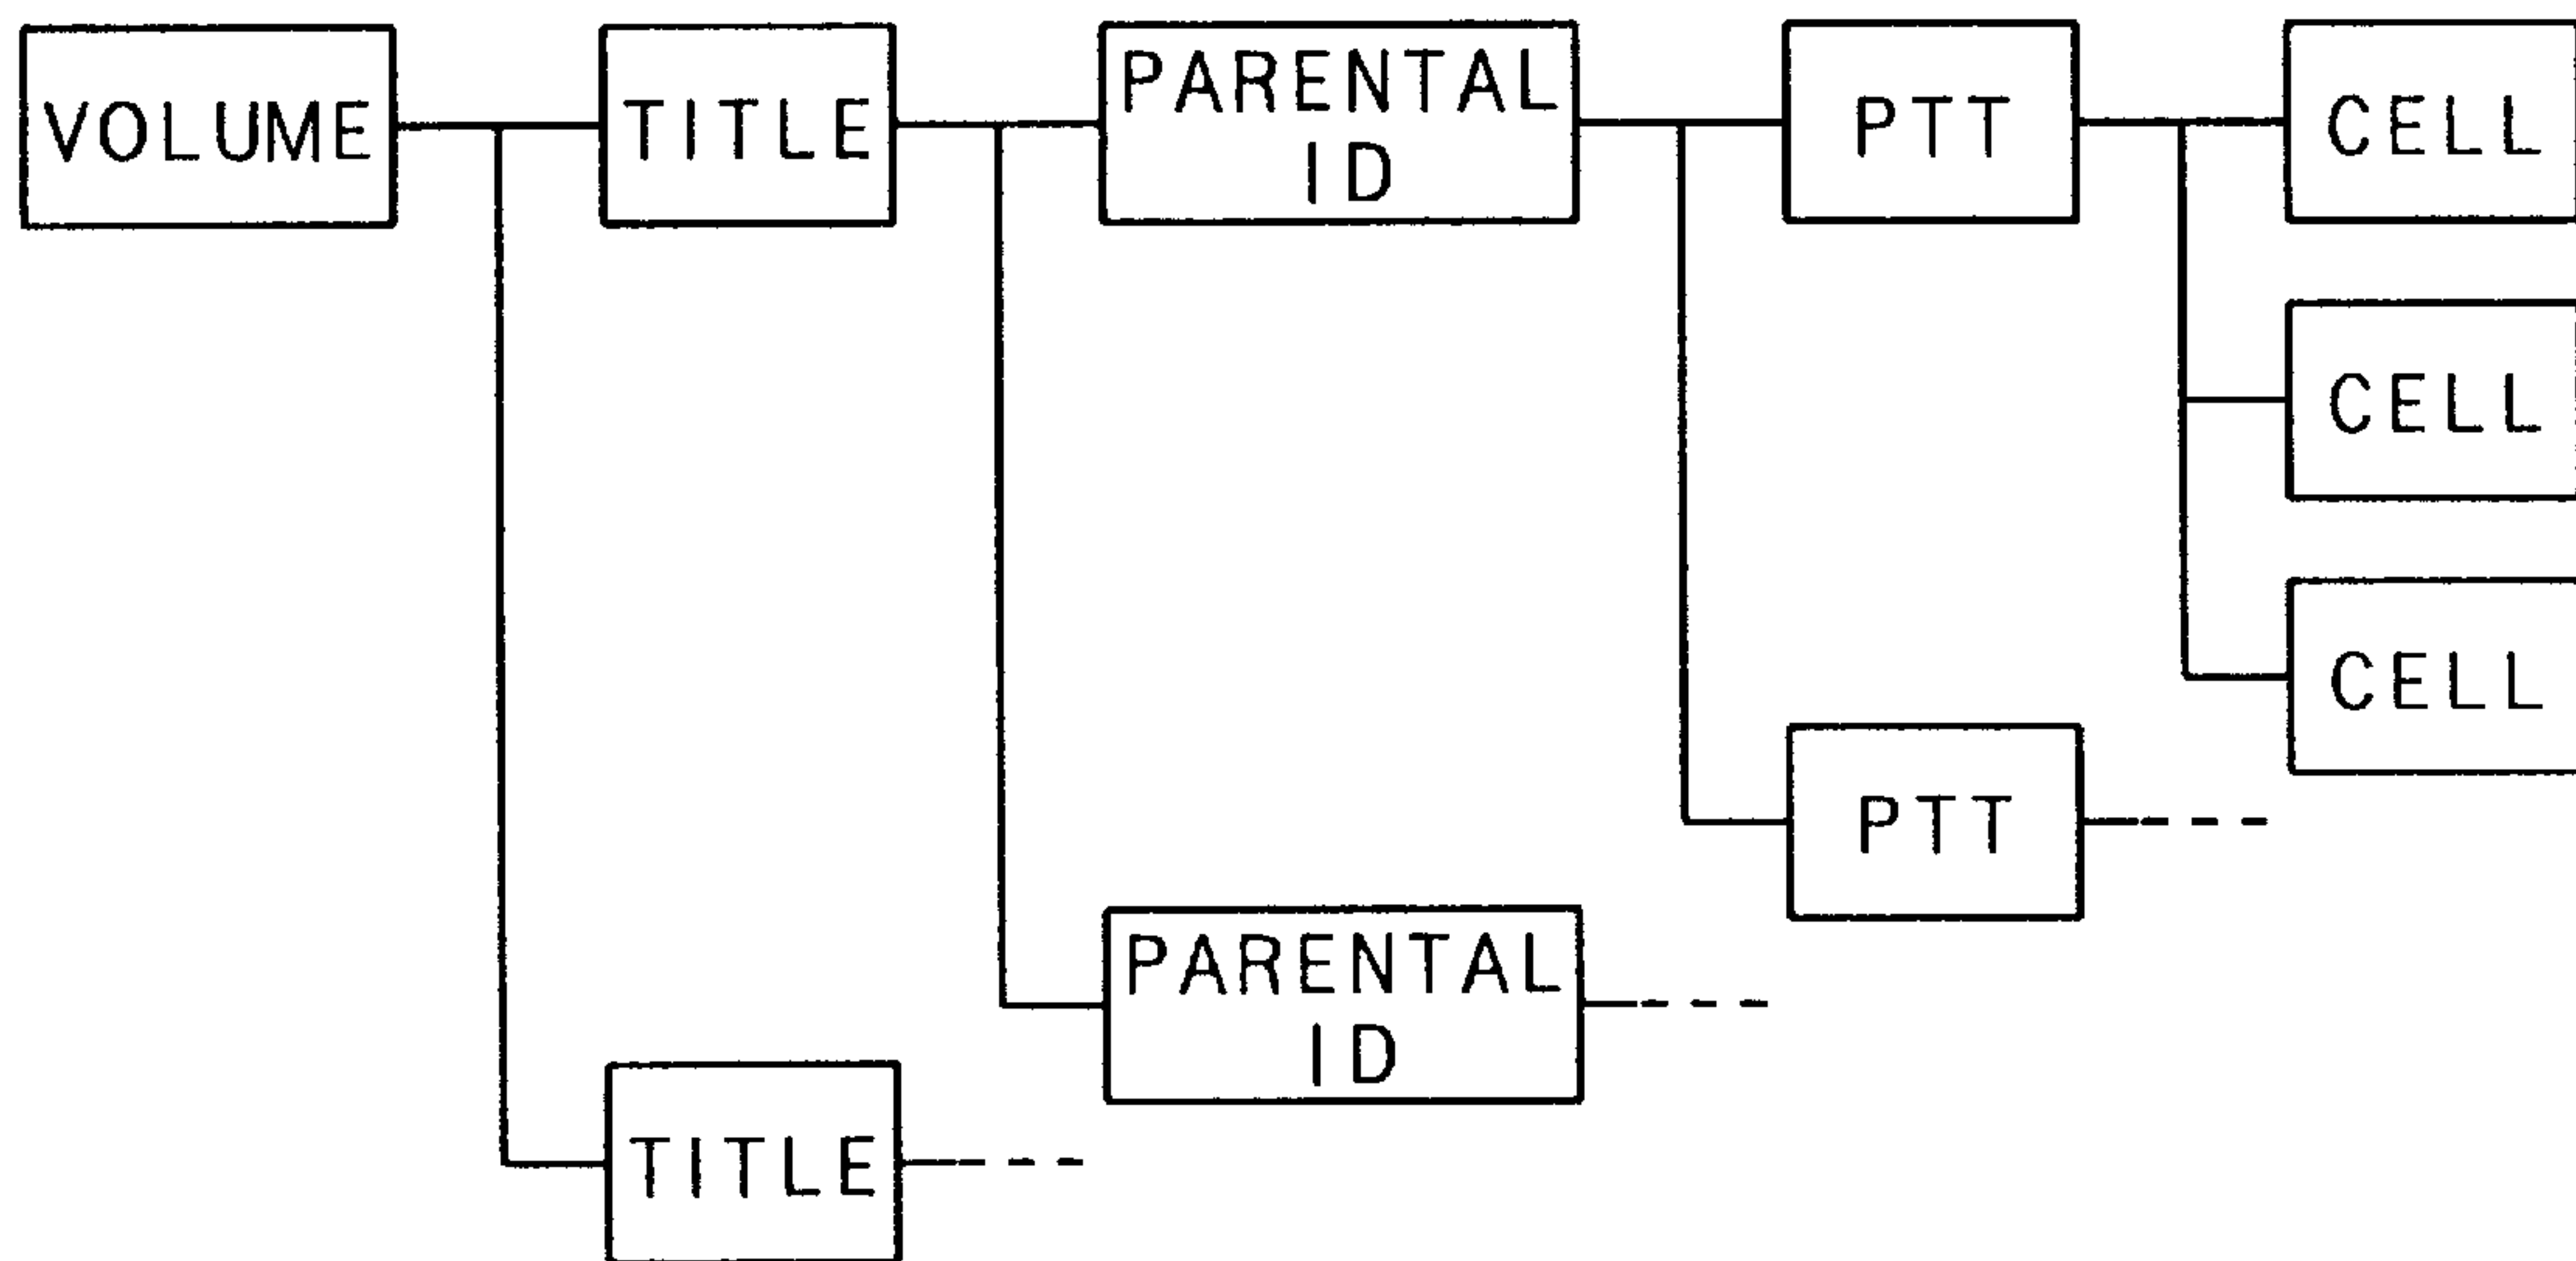 VOLUME
TITLE
PARENTAL
ID
PTT
CELL
CELL
CELL
PTT
PARENTAL
ID
TITLE